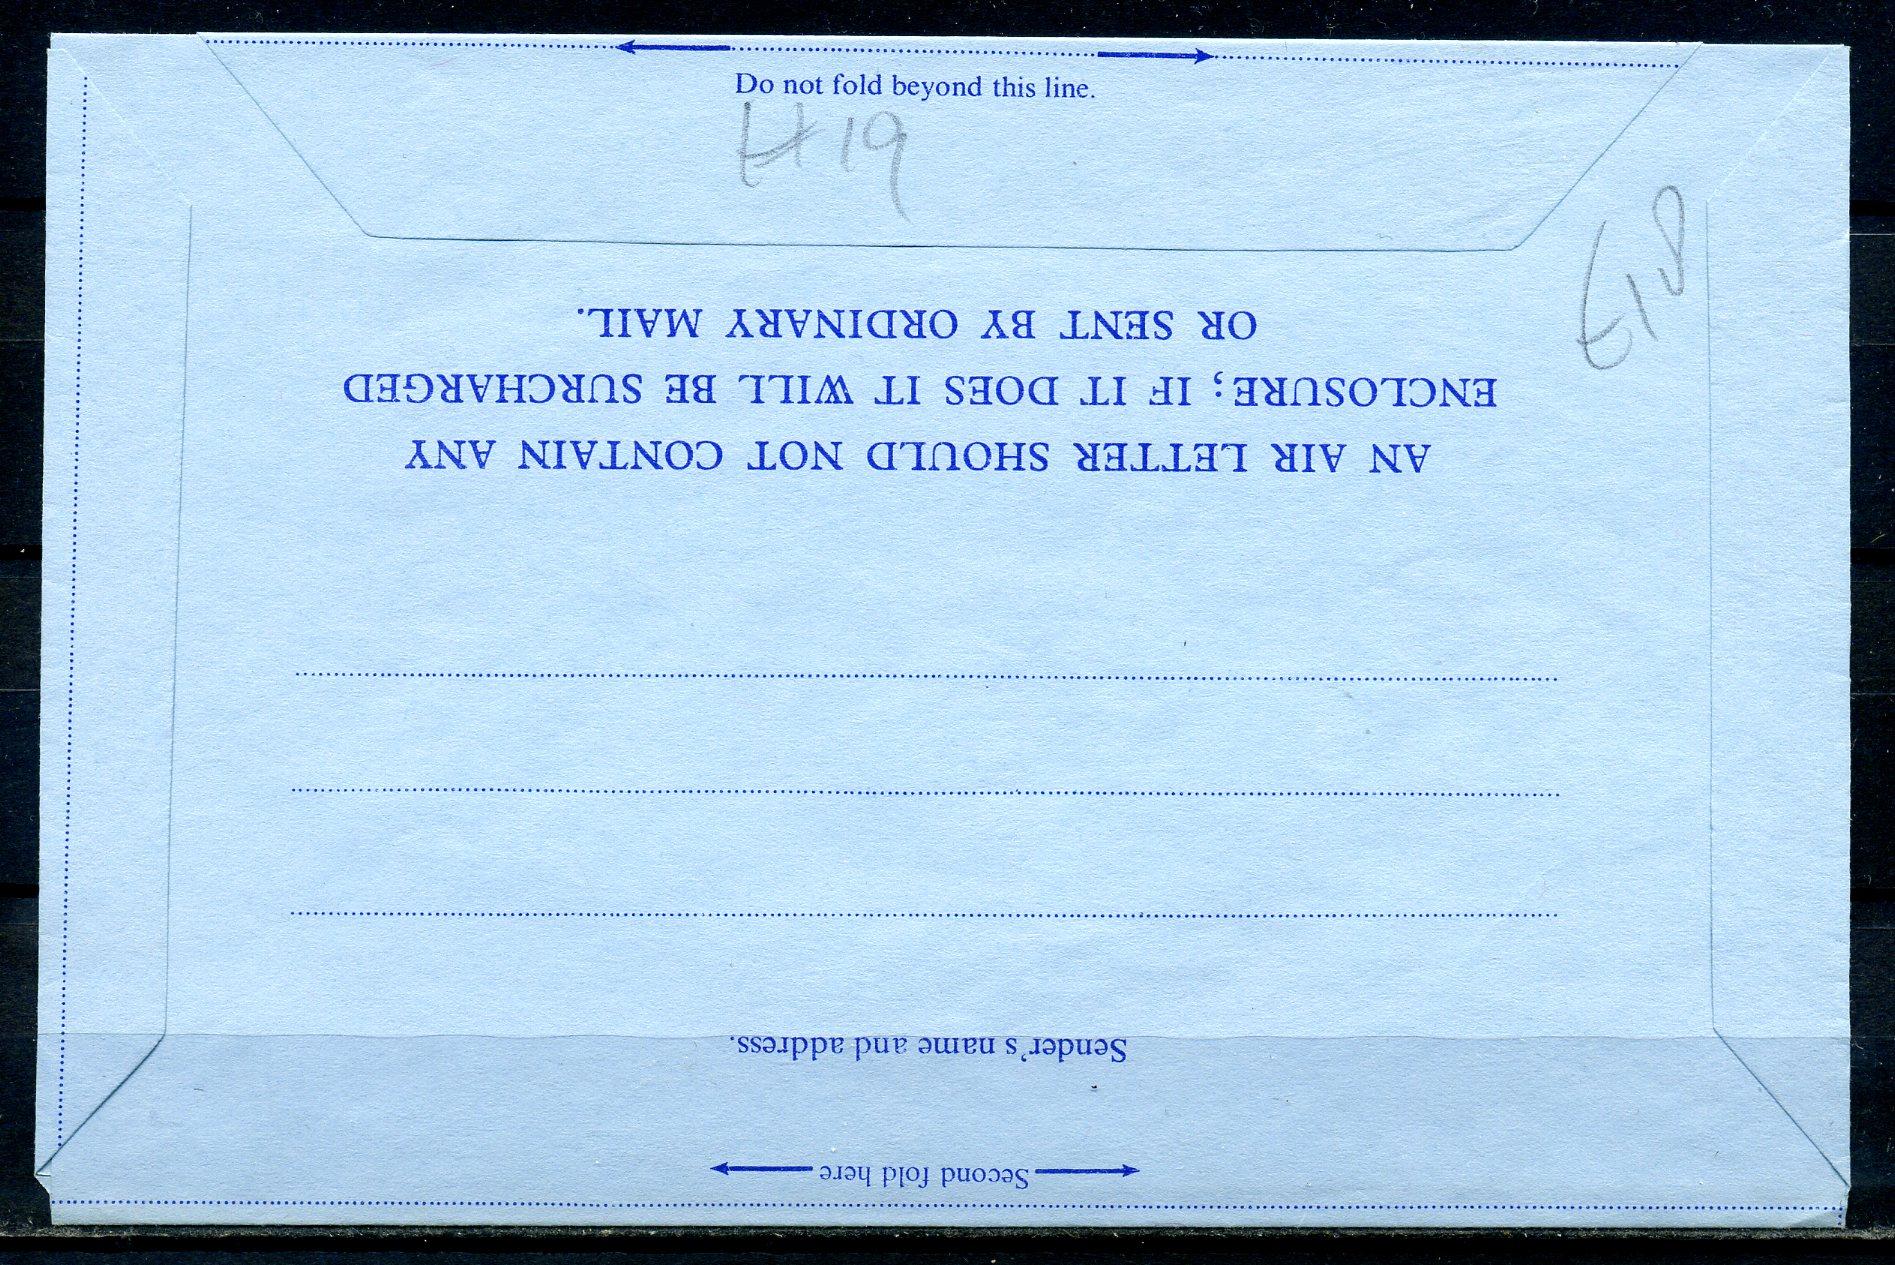 Do not fold beyond this line.
H19
Second fold here
Sender's name and address.
AN AIR LETTER SHOULD NOT CONTAIN ANY
ENCLOSURE; IF IT DOES IT WILL BE SURCHARGED
OR SENT BY ORDINARY MAIL.